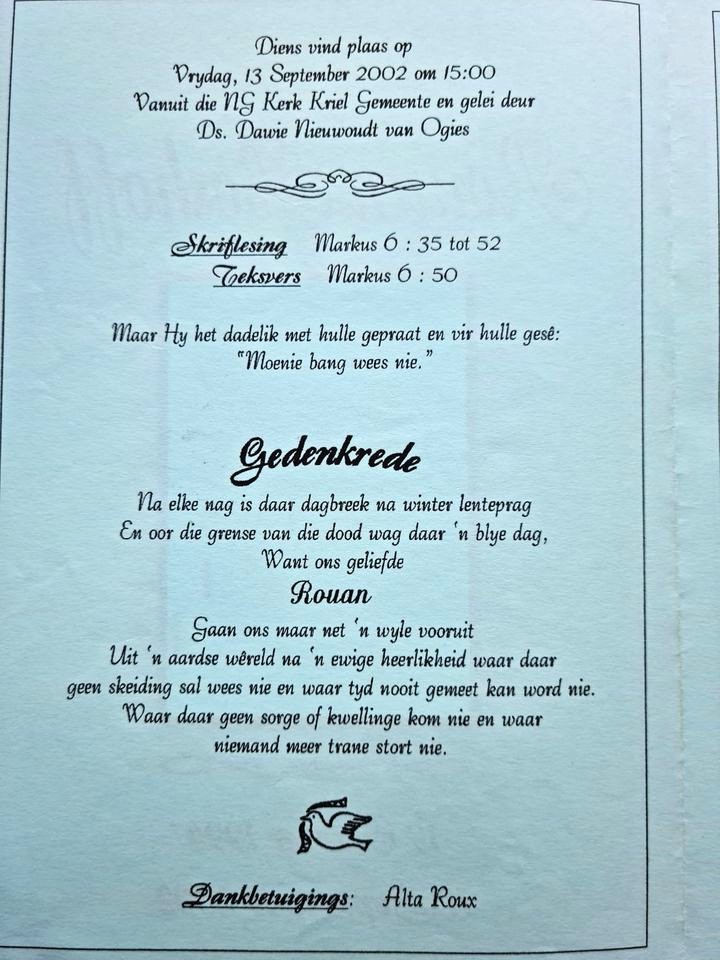 Diens vind plaas op
Vrydag, 13 September 2002 om 15:00
Vanuit die NG Kerk Kriel Gemeente en gelei deur
Ds. Dawie Nieuwoudt van Ogies
Skriflesing Markus 6 : 35 tot 52
Teksvers Markus 6 : 50
Maar Hy het dadelik met hulle gepraat en vir hulle gesê:
"Moenie bang wees nie."
Gedenkrede
Na elke nag is daar dagbreek na winter lenteprag
En oor die grense van die dood wag daar 'n blye dag,
Want ons geliefde
Rouan
Gaan ons maar net 'n wyle vooruit
Uit 'n aardse wêreld na 'n ewige heerlikheid waar daar
geen skeiding sal wees nie en waar tyd nooit gemeet kan word nie.
Waar daar geen sorge of kwellinge kom nie en waar
niemand meer trane stort nie.
Dankbetuigings: Alta Roux